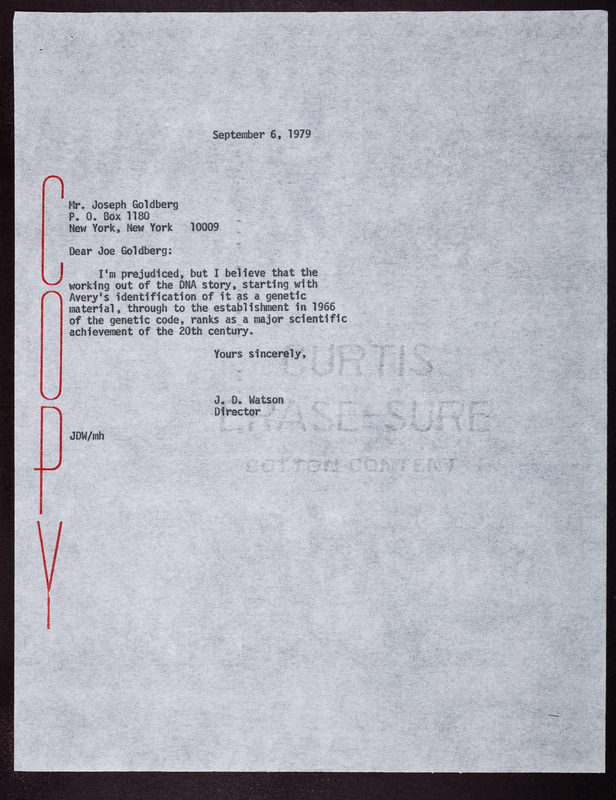 September 6, 1979
COPY
Mr. Joseph Goldberg
P. O. Box 1180
New York, New York 10009
Dear Joe Goldberg:
I'm prejudiced, but I believe that the
working out of the DNA story, starting with
Avery's identification of it as a genetic
material, through to the establishment in 1966
of the genetic code, ranks as a major scientific
achievement of the 20th century.
Yours sincerely,
CURTIS
J. D. Watson
Director
ERASE-SURE
JDW/mh
COTTON CONTENT